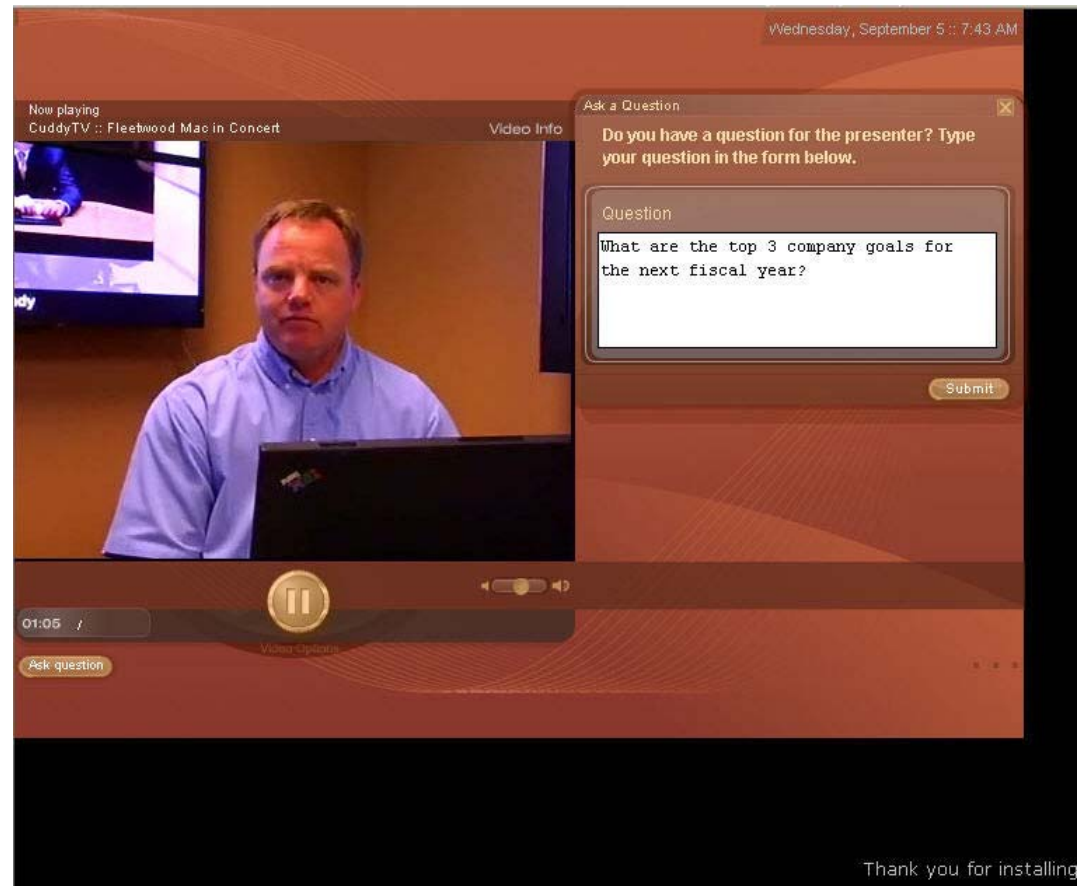 Wednesday, September 5 :: 7:43 AM
Now playing
CuddyTV :: Fleetwood Mac in Concert
Video Info
Ask a Question
Do you have a question for the presenter? Type
your question in the form below.
Question
What are the top 3 company goals for
the next fiscal year?
Submit
dy
01:05 /
Video Options
Ask question
Thank you for installing